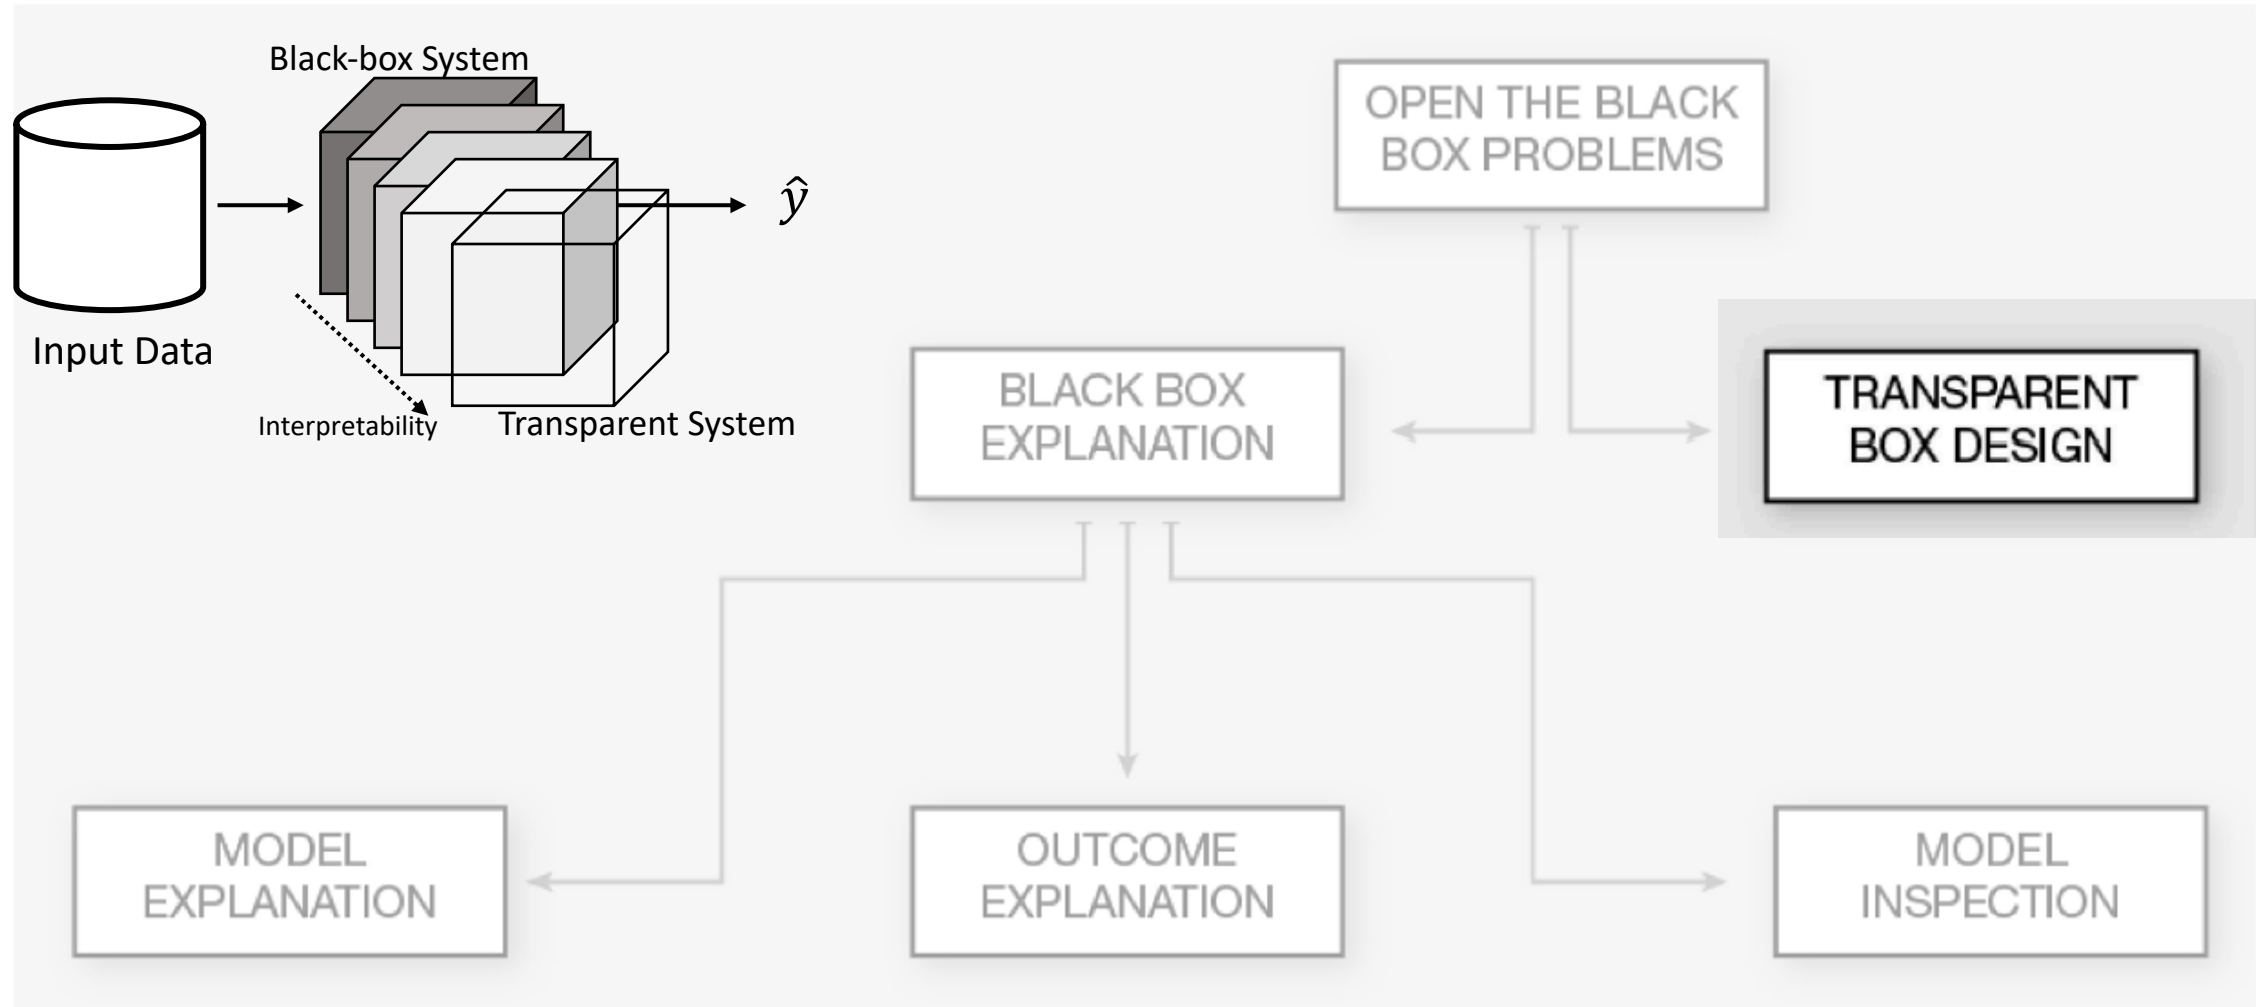 Black-box System
Input Data
Interpretability
Transparent System
ŷ
OPEN THE BLACK
BOX PROBLEMS
BLACK BOX
EXPLANATION
TRANSPARENT
BOX DESIGN
MODEL
EXPLANATION
OUTCOME
EXPLANATION
MODEL
INSPECTION